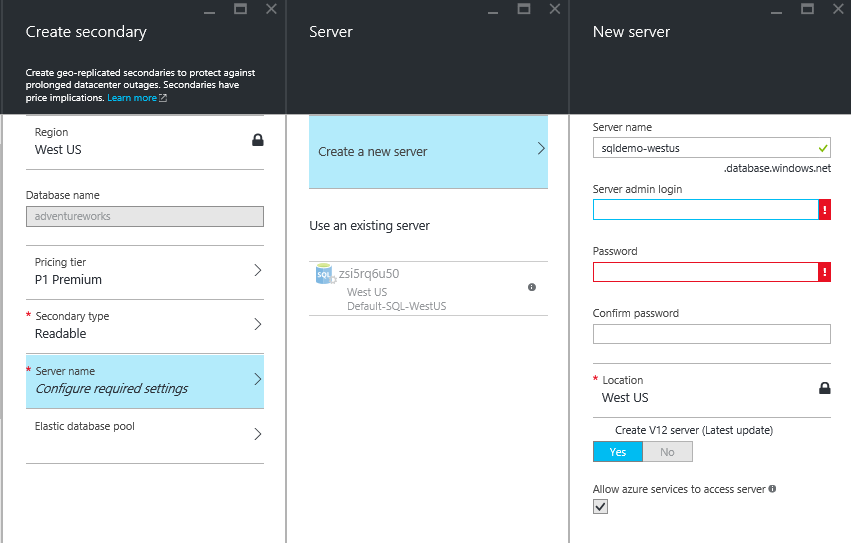 Create secondary
Create geo-replicated secondaries to protect against
prolonged datacenter outages. Secondaries have
price implications. Learn more
Region
West US
Database name
adventureworks
Pricing tier
P1 Premium
* Secondary type
Readable
* Server name
Configure required settings
Elastic database pool
Server
Create a new server
Use an existing server
SQL
zsi5rq6u50
West US
Default-SQL-WestUS
New server
Server name
sqldemo-westus
.database.windows.net
Server admin login
!
Password
!
Confirm password
* Location
West US
Create V12 server (Latest update)
Yes No
Allow azure services to access server